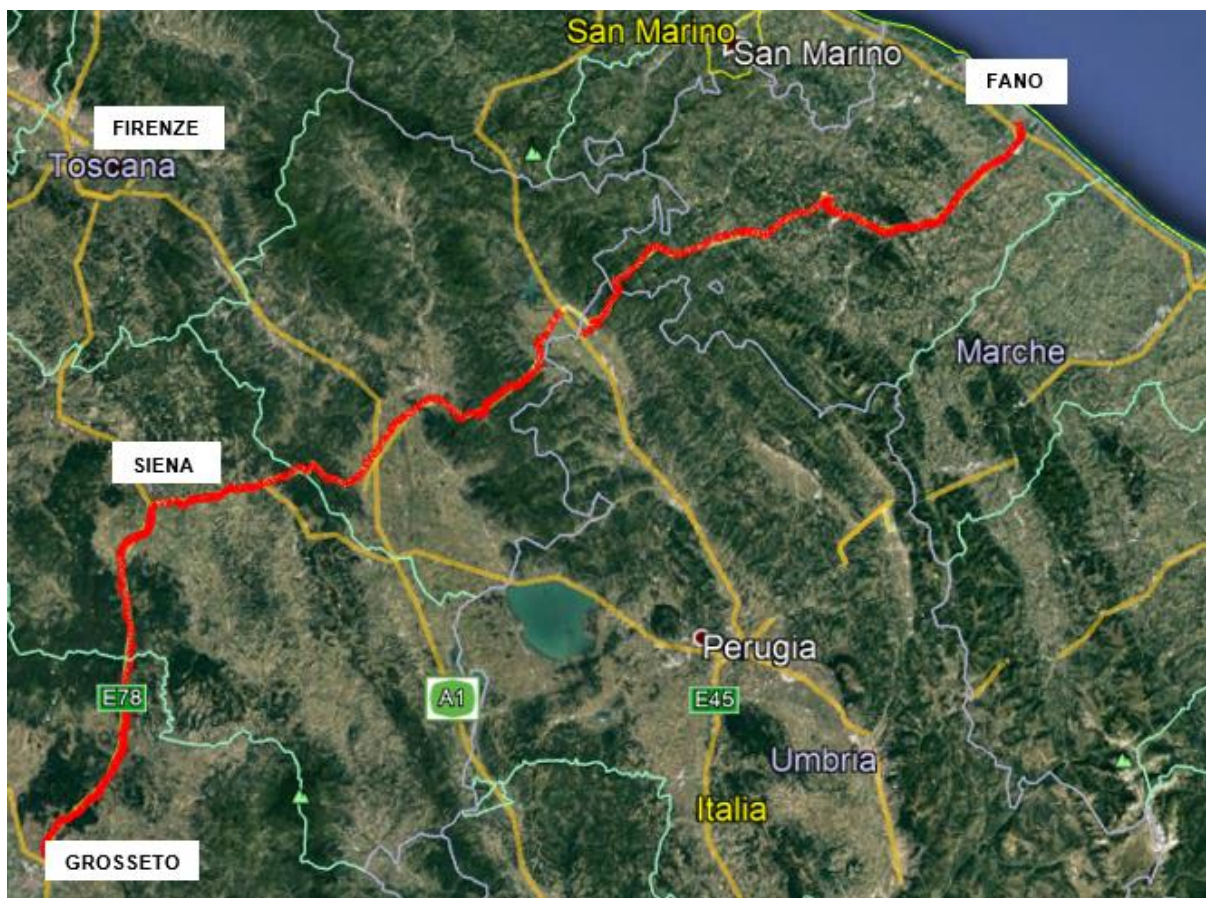 San Marino
San Marino
FANO
FIRENZE
Toscana
Marche
SIENA
Perugia
E78
A1
E45
Umbria
Italia
GROSSETO